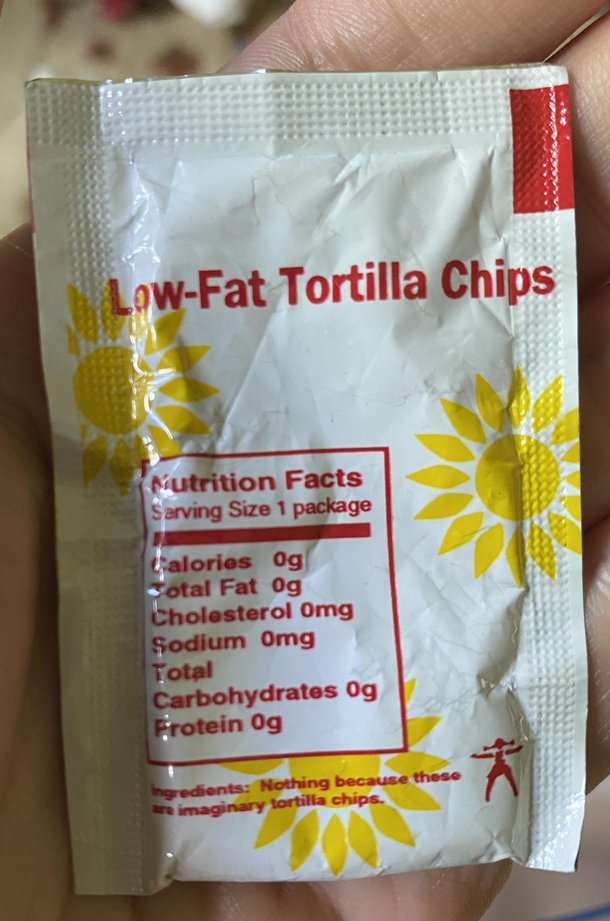 Low-Fat Tortilla Chips
Nutrition Facts
Serving Size 1 package
Calories 0g
Total Fat 0g
Cholesterol 0mg
Sodium 0mg
Total
Carbohydrates 0g
Protein 0g
Ingredients: Nothing because these
are imaginary tortilla chips.